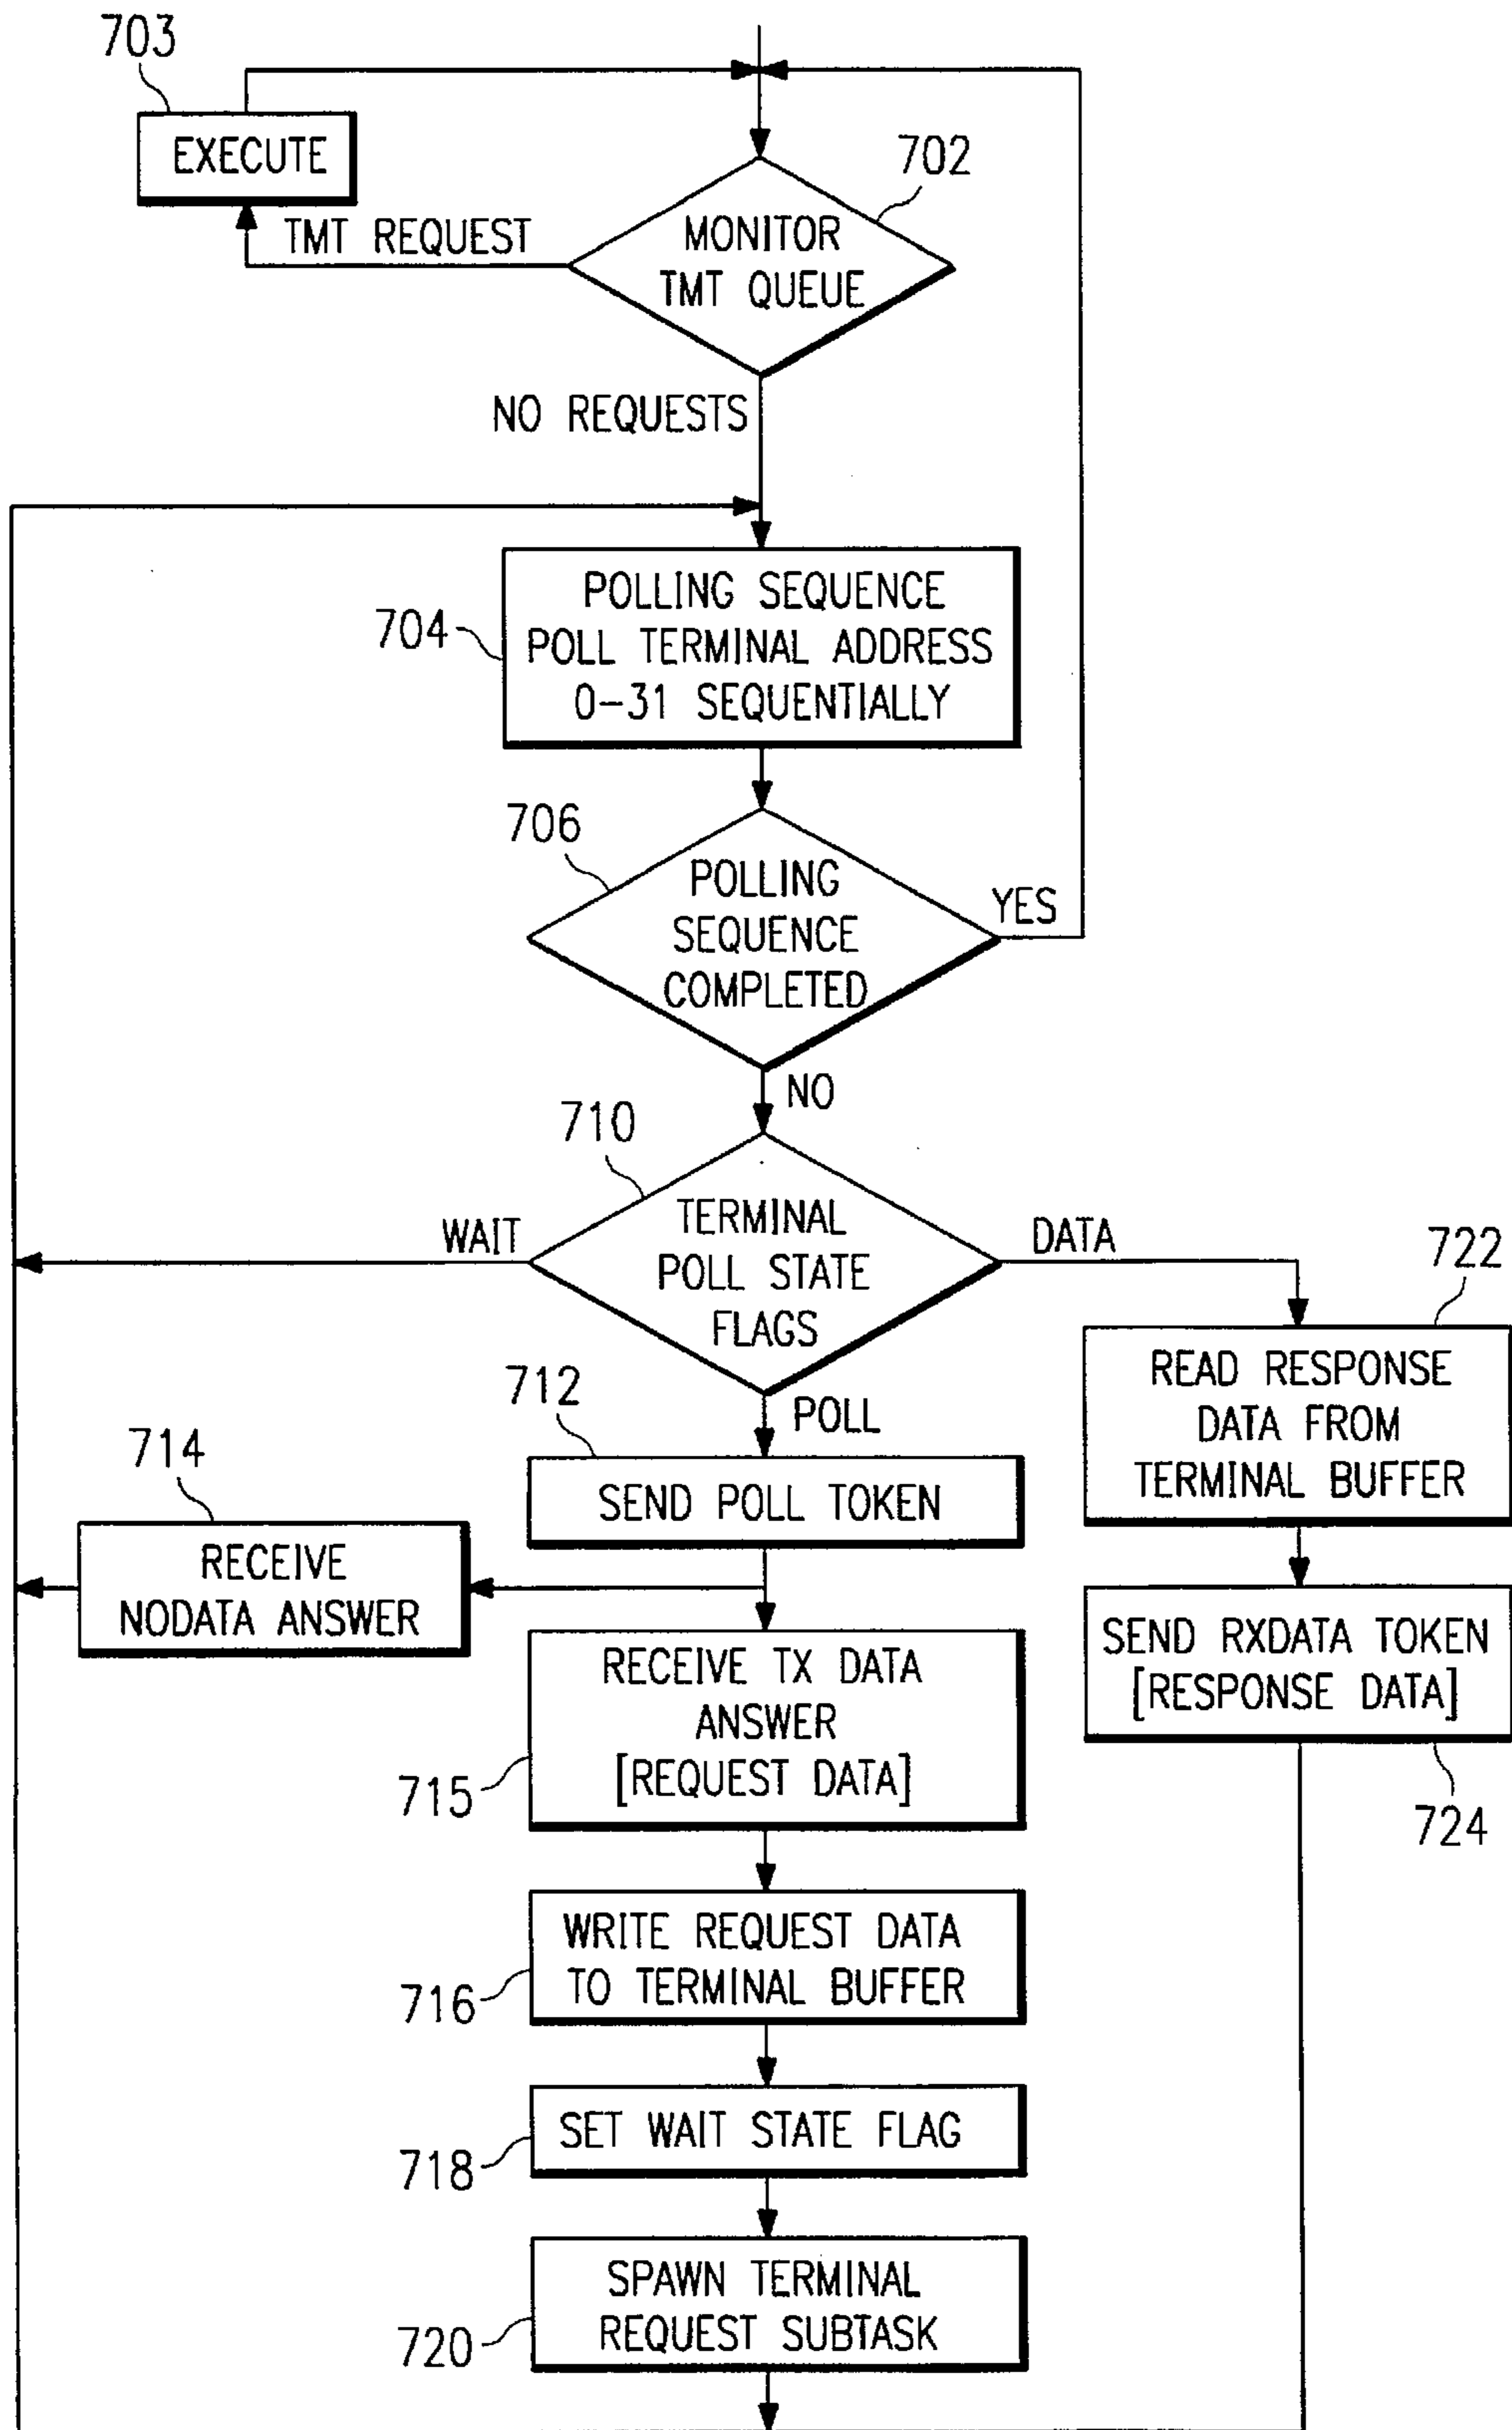 703
EXECUTE
702
TMT REQUEST
MONITOR
TMT QUEUE
NO REQUESTS
704
POLLING SEQUENCE
POLL TERMINAL ADDRESS
0-31 SEQUENTIALLY
706
POLLING
SEQUENCE
COMPLETED
YES
NO
710
WAIT
TERMINAL
POLL STATE
FLAGS
DATA
722
READ RESPONSE
DATA FROM
TERMINAL BUFFER
712
POLL
SEND POLL TOKEN
714
RECEIVE
NODATA ANSWER
SEND RXDATA TOKEN
[RESPONSE DATA]
724
RECEIVE TX DATA
ANSWER
[REQUEST DATA]
715
WRITE REQUEST DATA
TO TERMINAL BUFFER
716
SET WAIT STATE FLAG
718
SPAWN TERMINAL
REQUEST SUBTASK
720